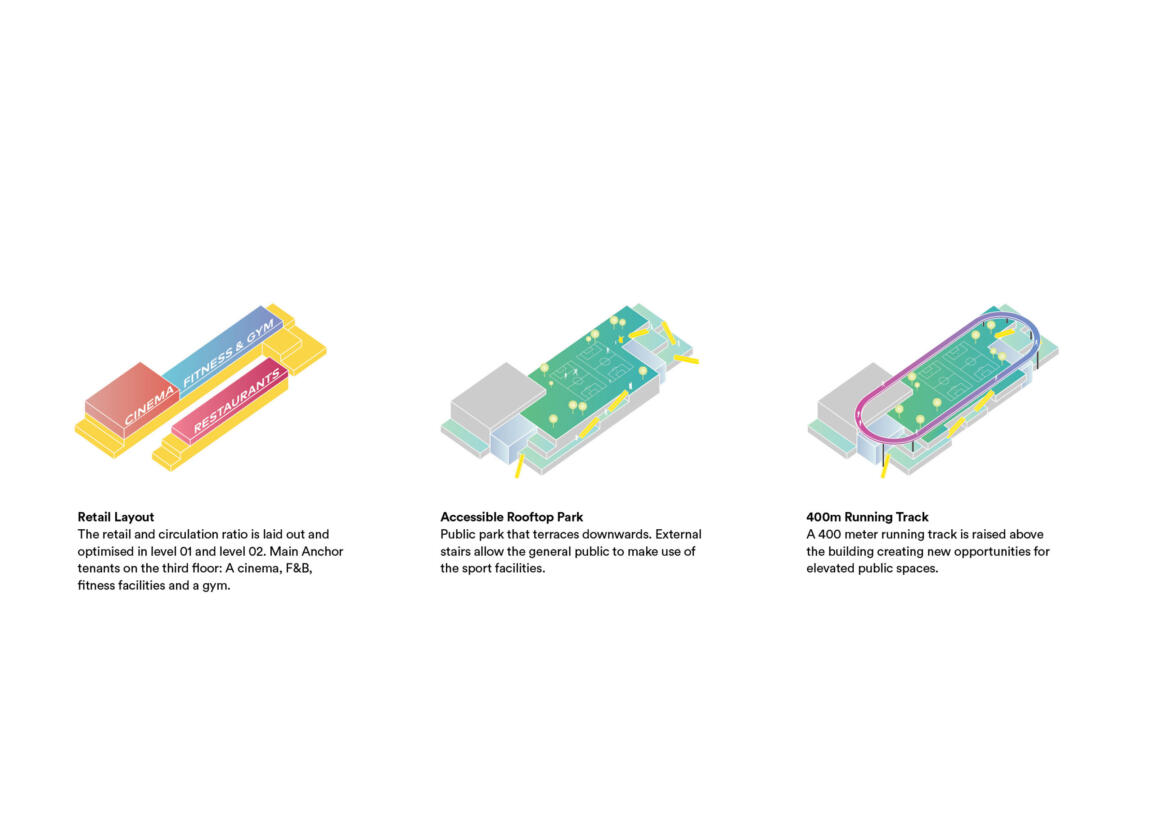 CINEMA
FITNESS & GYM
RESTAURANTS
Retail Layout
The retail and circulation ratio is laid out and
optimised in level 01 and level 02. Main Anchor
tenants on the third floor: A cinema, F&B,
fitness facilities and a gym.
Accessible Rooftop Park
Public park that terraces downwards. External
stairs allow the general public to make use of
the sport facilities.
400m Running Track
A 400 meter running track is raised above
the building creating new opportunities for
elevated public spaces.